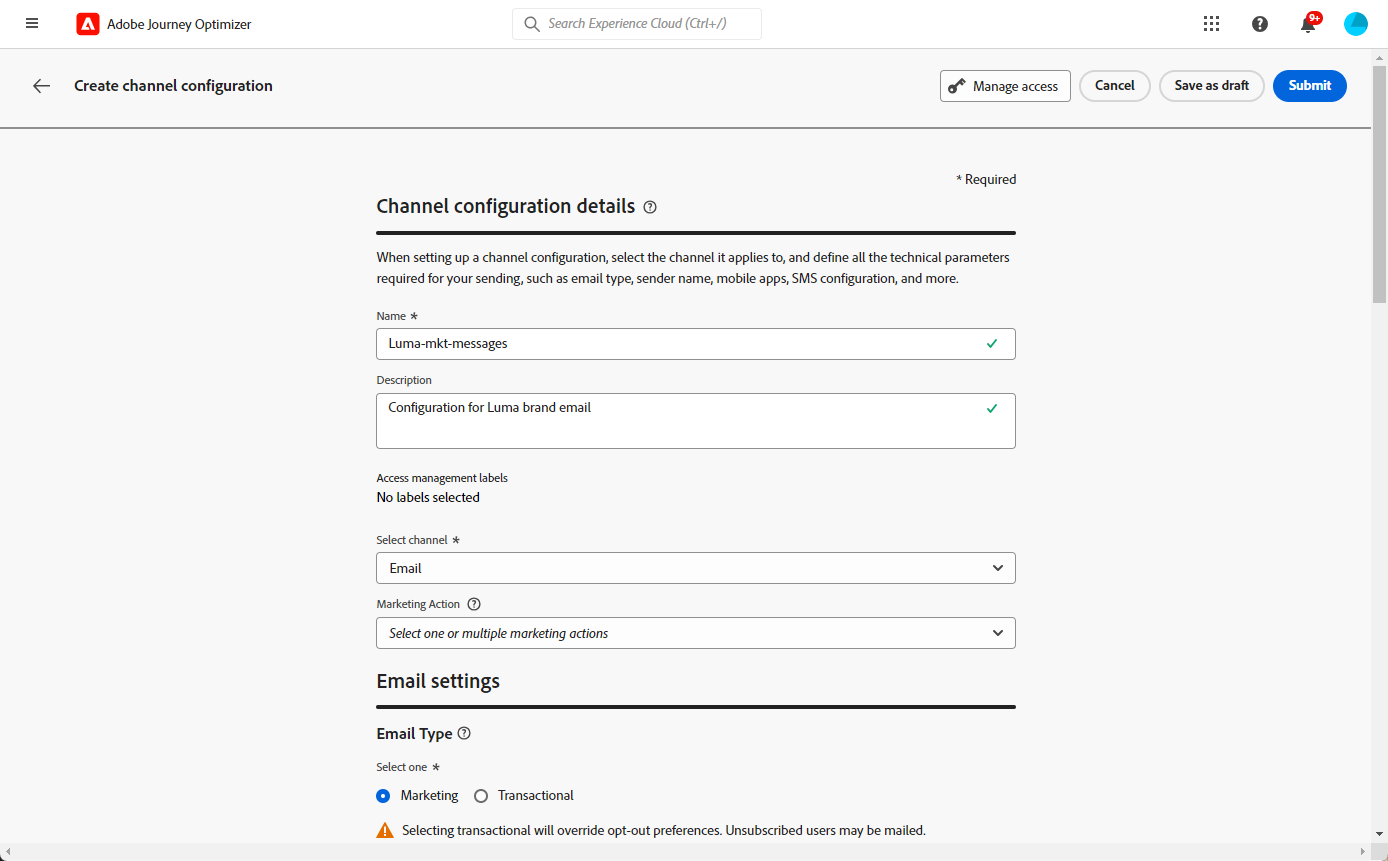 Adobe Journey Optimizer
Search Experience Cloud (Ctrl+/)
9+
Create channel configuration
Manage access
Cancel
Save as draft
Submit
* Required
Channel configuration details
When setting up a channel configuration, select the channel it applies to, and define all the technical parameters
required for your sending, such as email type, sender name, mobile apps, SMS configuration, and more.
Name *
Luma-mkt-messages
Description
Configuration for Luma brand email
Access management labels
No labels selected
Select channel *
Email
Marketing Action
Select one or multiple marketing actions
Email settings
Email Type
Select one *
Marketing
Transactional
Selecting transactional will override opt-out preferences. Unsubscribed users may be mailed.